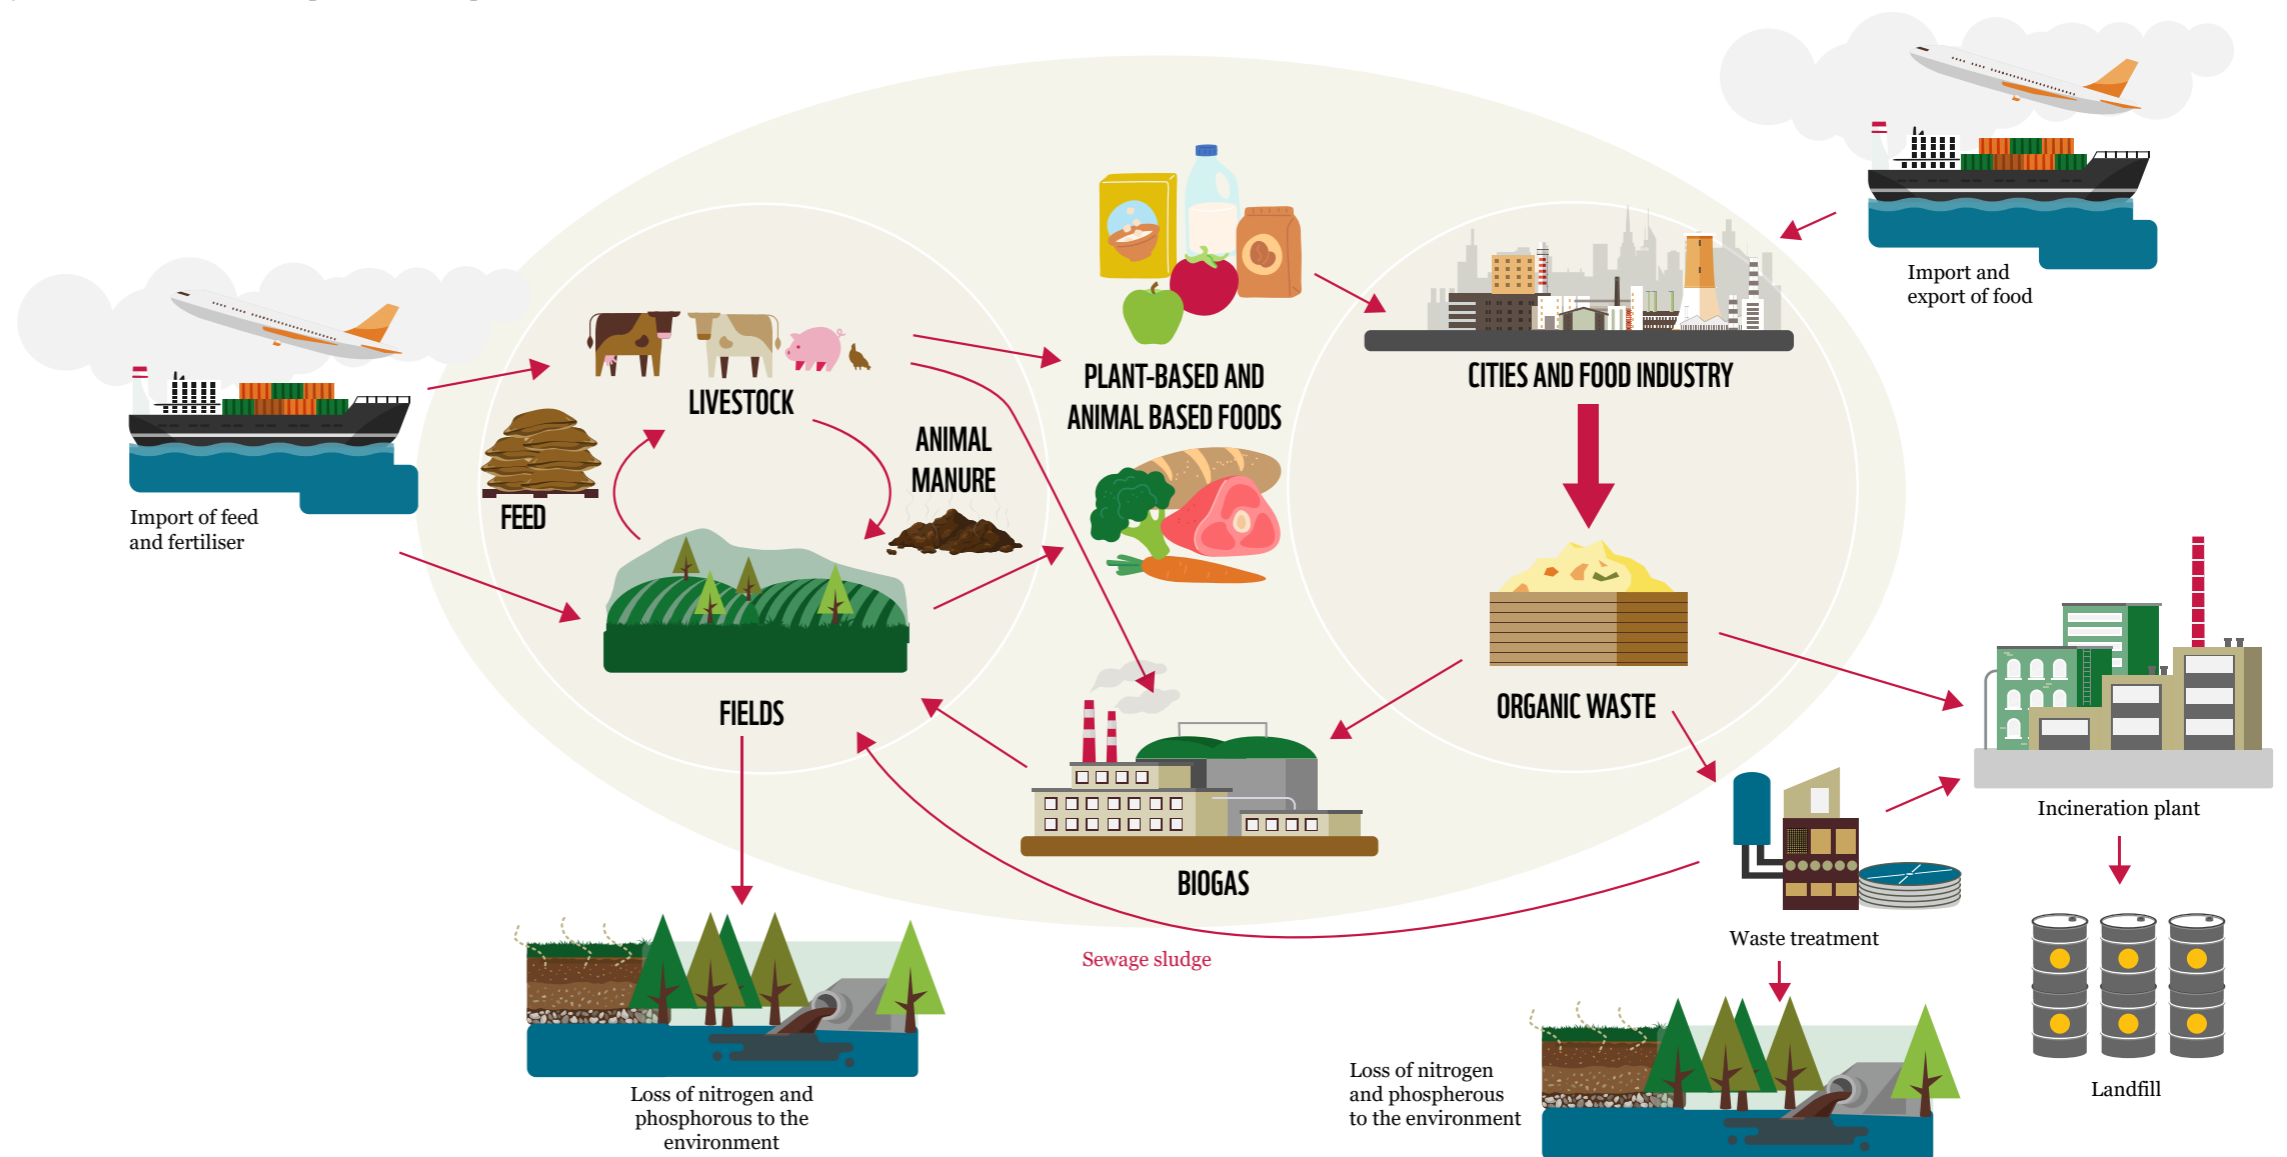 Import and
export of food
PLANT-BASED AND
ANIMAL BASED FOODS
CITIES AND FOOD INDUSTRY
LIVESTOCK
ANIMAL
MANURE
FEED
Import of feed
and fertiliser
FIELDS
ORGANIC WASTE
Incineration plant
BIOGAS
Waste treatment
Sewage sludge
Loss of nitrogen and
phosphorous to the
environment
Loss of nitrogen
and phospherous
to the environment
Landfill